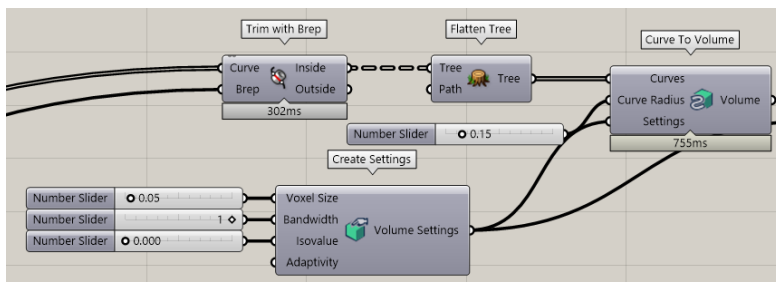 Trim with Brep
Flatten Tree
Curve To Volume
Curve Inside
Brep Outside
302ms
Tree Tree
Path
Curves
Curve Radius Volume
Settings
755ms
Number Slider 0.15
Create Settings
Number Slider 0.05
Number Slider 1
Number Slider 0.000
Voxel Size
Bandwidth
Isovalue
Adaptivity
Volume Settings